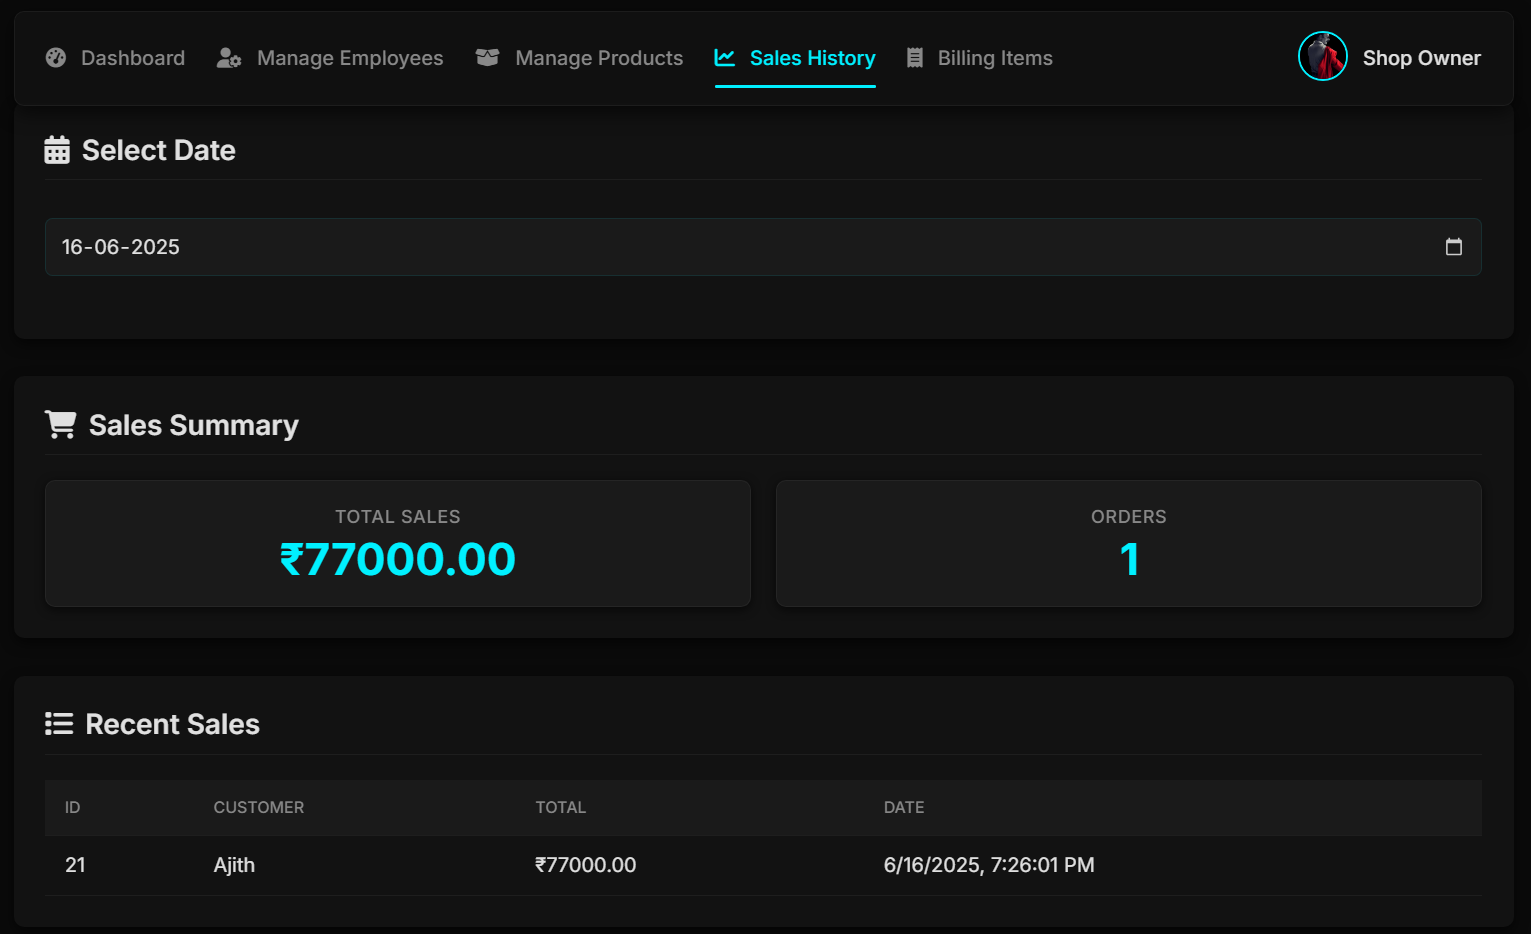 Dashboard Manage Employees Manage Products Sales History Billing Items Shop Owner
Select Date
16-06-2025
Sales Summary
TOTAL SALES ORDERS
₹77000.00 1
Recent Sales
ID CUSTOMER TOTAL DATE
21 Ajith ₹77000.00 6/16/2025, 7:26:01 PM